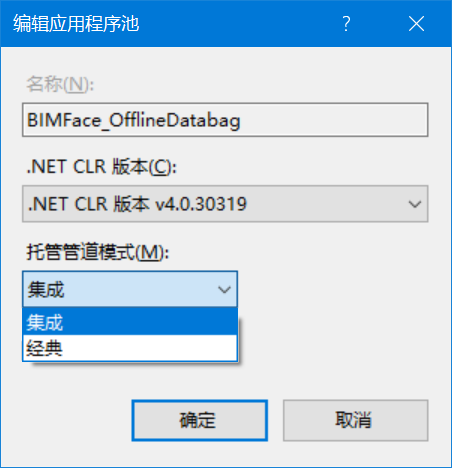 编辑应用程序池
?
名称(N):
BIMFace_OfflineDatabag
.NET CLR 版本(C):
.NET CLR 版本 v4.0.30319
托管管道模式(M):
集成
集成
经典
确定 取消